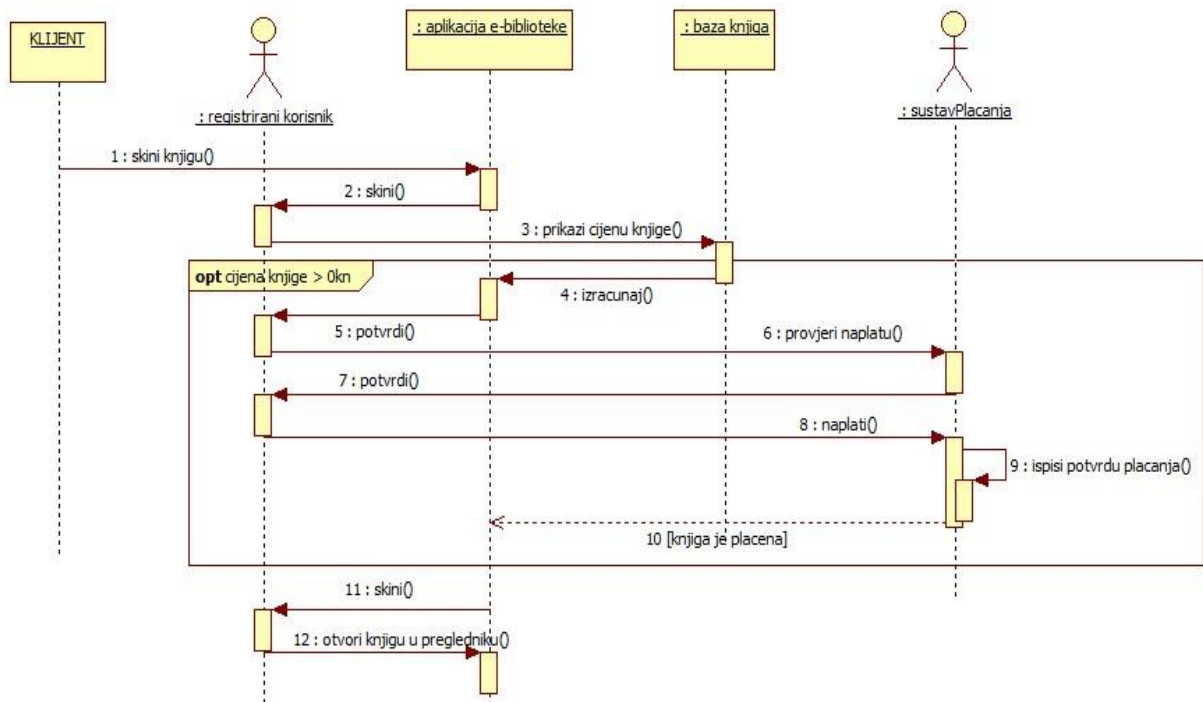 KLIJENT
: registrirani korisnik
: aplikacija e-biblioteke
: baza knjiga
: sustavPlacanja
1 : skini knjigu()
2 : skini()
3 : prikazi cijenu knjige()
opt cijena knjige > 0kn
4 : izracunaj()
5 : potvrdi()
6 : provjeri naplatu()
7 : potvrdi()
8 : naplati()
9 : ispisi potvrdu placanja()
10 [knjiga je placena]
11 : skini()
12 : otvori knjigu u pregledniku()